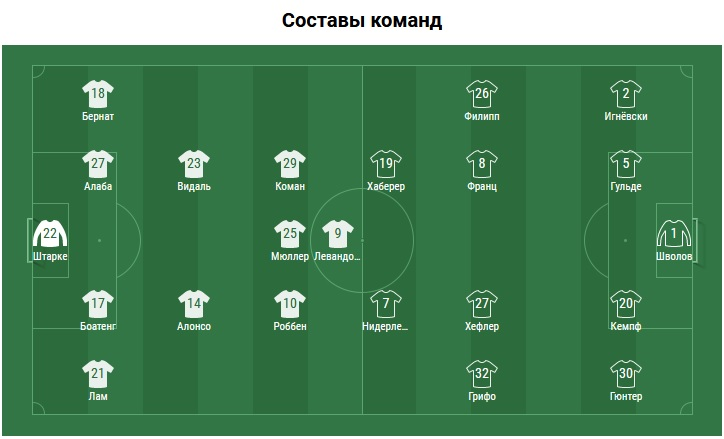 Составы команд
18
Бернат
26
Филипп
2
Игнёвски
27
Алаба
23
Видаль
29
Коман
19
Хаберер
8
Франц
5
Гульде
22
Штарке
25
Мюллер
9
Левандо...
1
Шволов
17
Боатенг
14
Алонсо
10
Роббен
7
Нидерле...
27
Хефлер
20
Кемпф
21
Лам
32
Грифо
30
Гюнтер